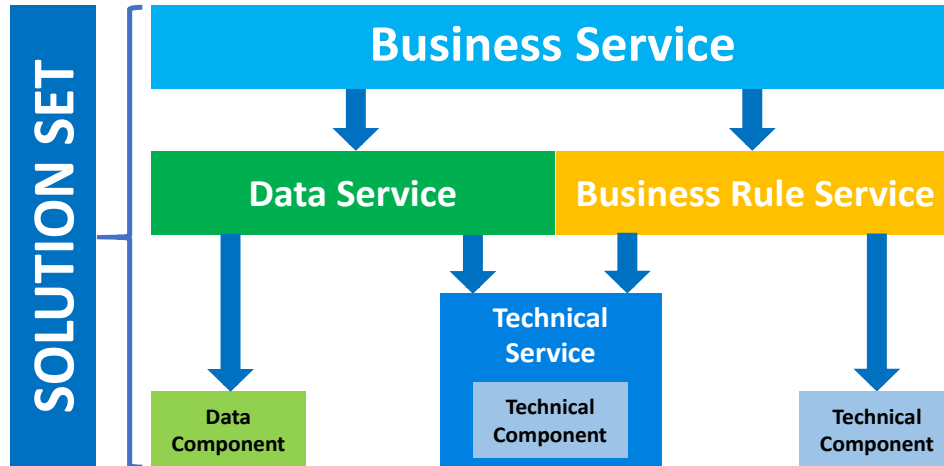 SOLUTION SET
Business Service
Data Service
Business Rule Service
Technical
Service
Data
Component
Technical
Component
Technical
Component